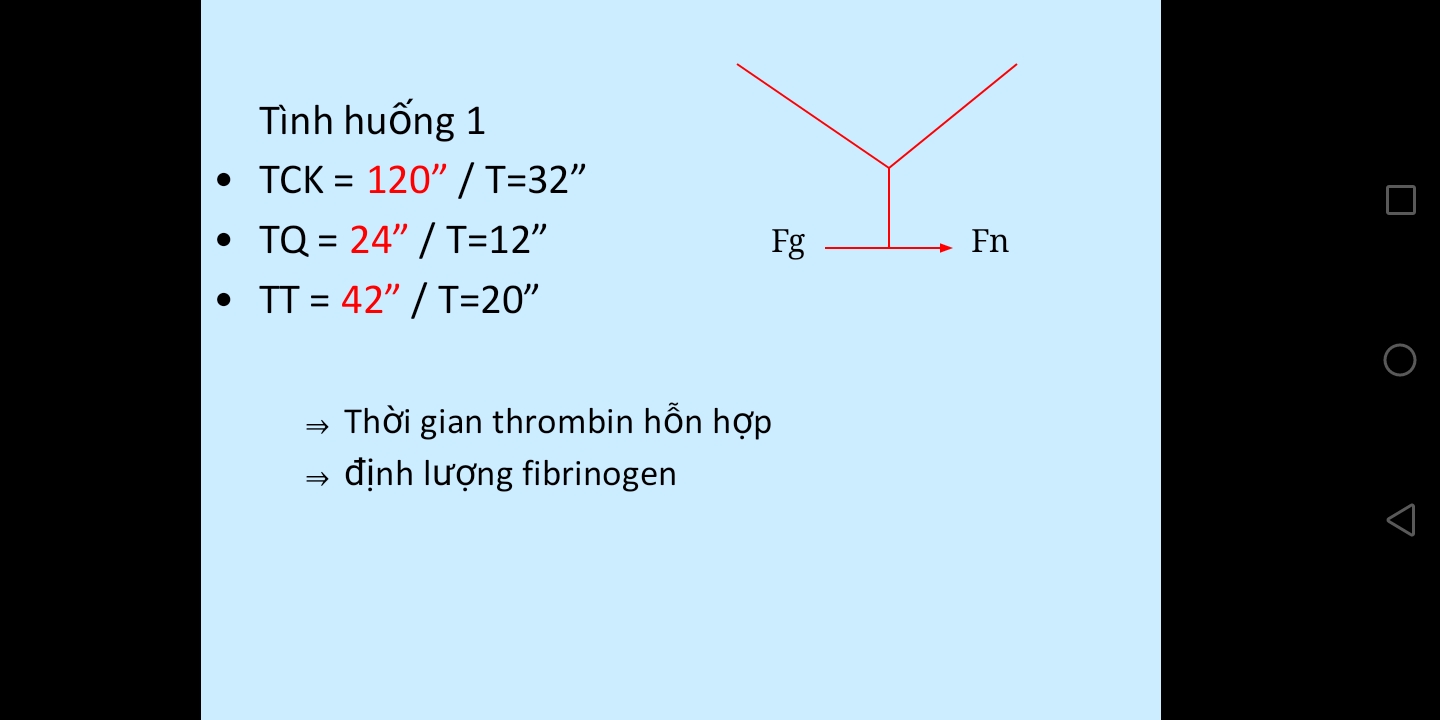 Tình huống 1
• TCK = 120” / T=32”
• TQ = 24” / T=12”
• TT = 42” / T=20”
Fg
Fn
⇒ Thời gian thrombin hỗn hợp
⇒ định lượng fibrinogen